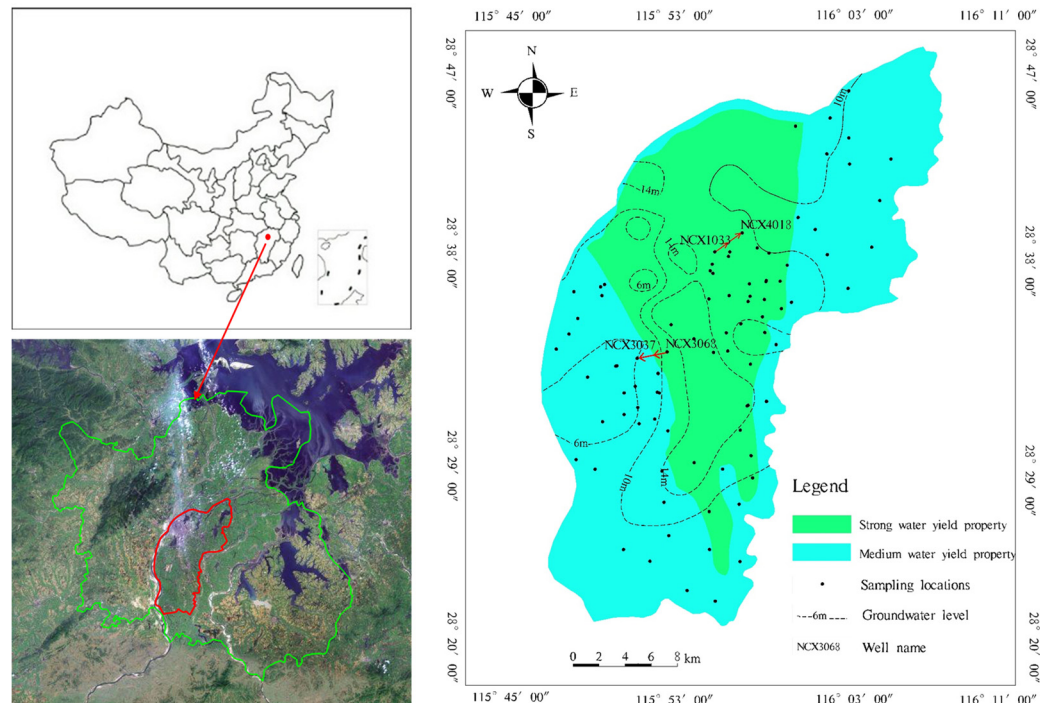 115° 45′ 00″ 115° 53′ 00″ 116° 03′ 00″ 116° 11′ 00″
28° 47′ 00″
28° 47′ 00″
N
W E
S
10m
14m
NCX4018
NCX1033
14m
28° 38′ 00″
28° 38′ 00″
6m
NCX3037 NCX3068
6m
10m
14m
28° 29′ 00″
28° 29′ 00″
Legend
Strong water yield property
Medium water yield property
Sampling locations
6m Groundwater level
NCX3068 Well name
28° 20′ 00″
28° 20′ 00″
0 2 4 6 8 km
115° 45′ 00″ 115° 53′ 00″ 116° 03′ 00″ 116° 11′ 00″